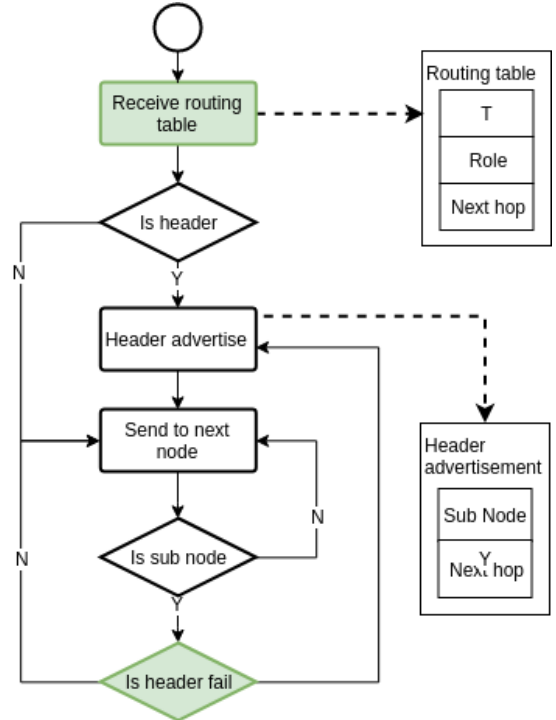 Receive routing
table
Routing table
T
Role
Next hop
Is header
N
Y
Header advertise
Send to next
node
Header
advertisement
Sub Node
Y
Next hop
N
Is sub node
N
Y
Is header fail